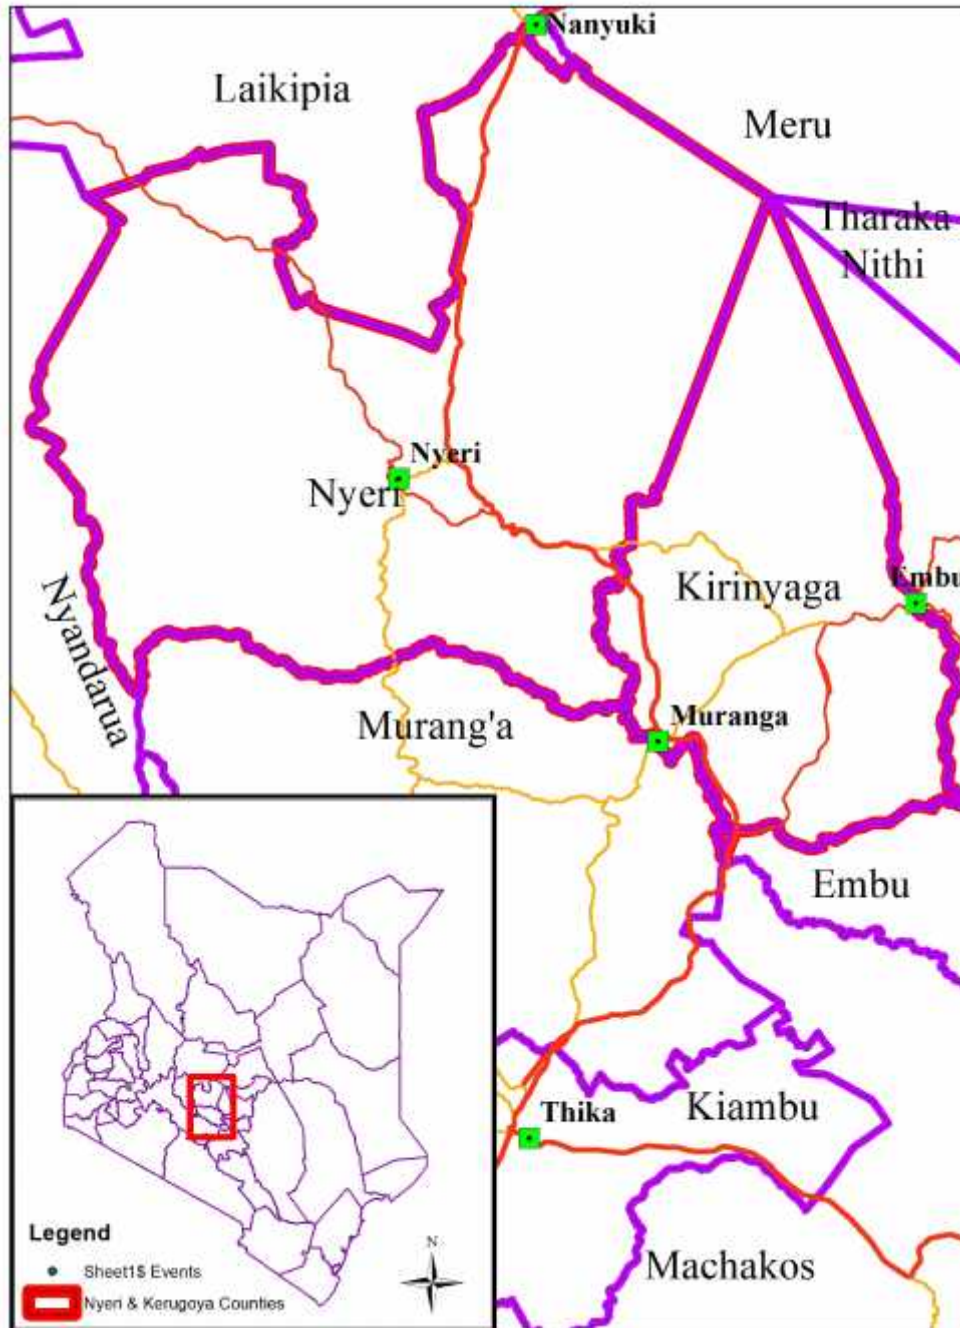 Nanyuki
Laikipia
Meru
Tharaka
Nithi
Nyeri
Nyeri
Embu
Kirinyaga
Nyandarua
Muranga
Murang'a
Embu
Thika
Kiambu
Machakos
Legend
N
Sheet1$ Events
Nyeri & Kerugoya Counties